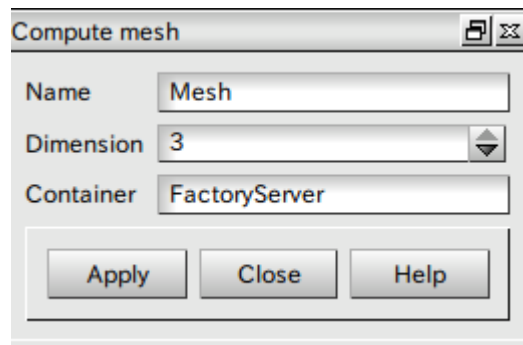 Compute mesh
Name Mesh
Dimension 3
Container FactoryServer
Apply Close Help